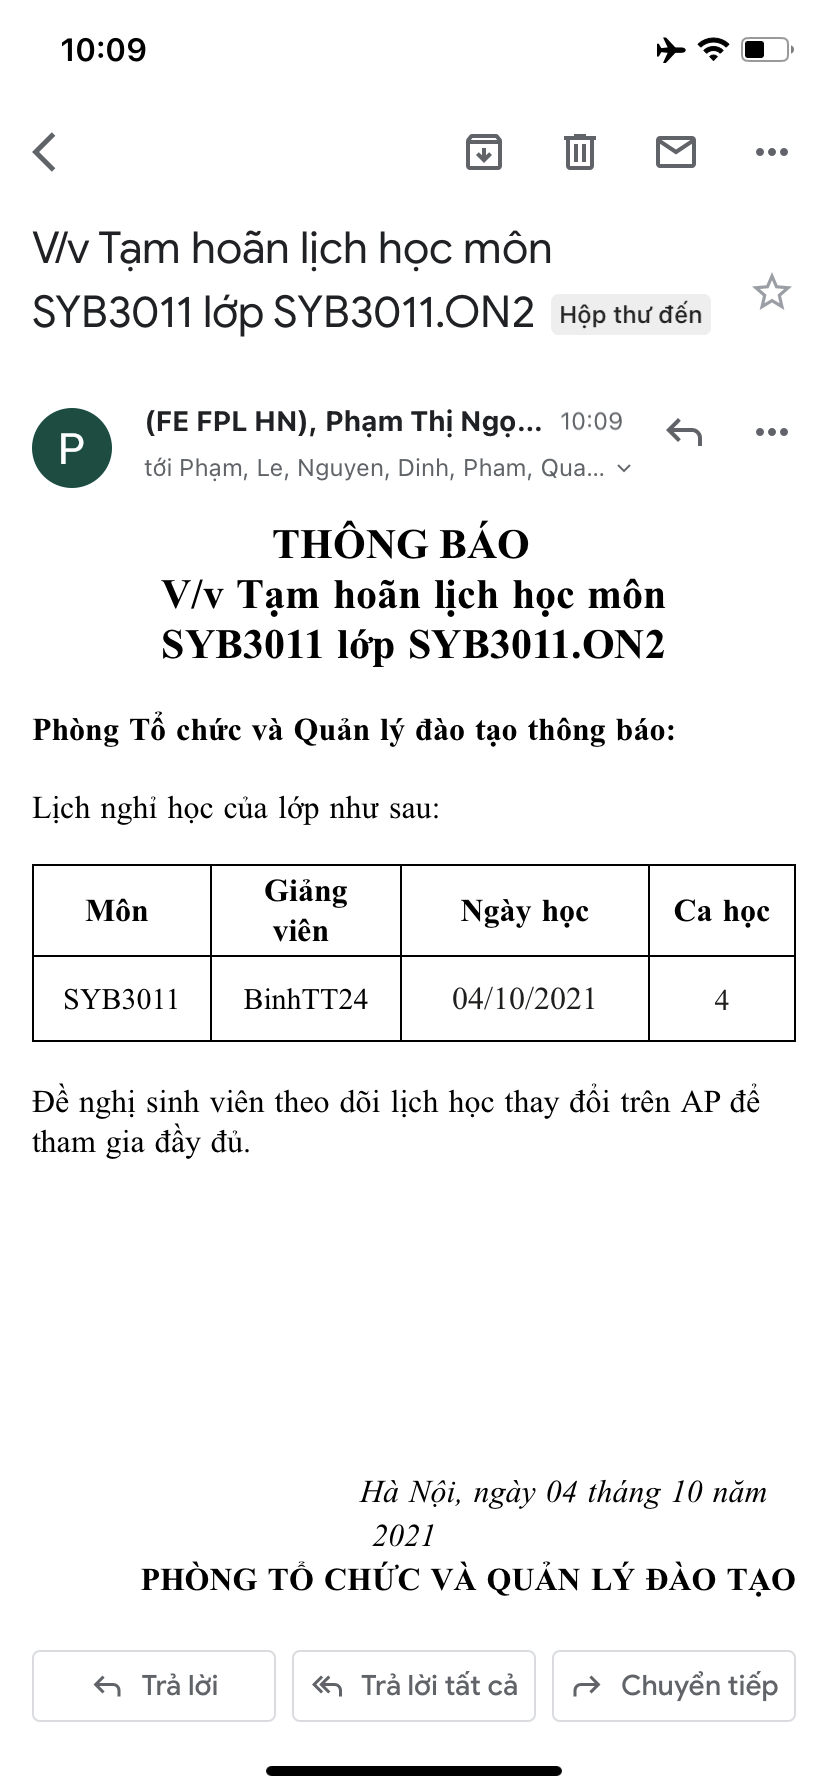 10:09
V/v Tạm hoãn lịch học môn
SYB3011 lớp SYB3011.ON2 Hộp thư đến
(FE FPL HN), Phạm Thị Ngọ... 10:09
P
tới Phạm, Le, Nguyen, Dinh, Pham, Qua...
THÔNG BÁO
V/v Tạm hoãn lịch học môn
SYB3011 lớp SYB3011.ON2
Phòng Tổ chức và Quản lý đào tạo thông báo:
Lịch nghỉ học của lớp như sau:
Môn Giảng viên Ngày học Ca học
SYB3011 BinhTT24 04/10/2021 4
Đề nghị sinh viên theo dõi lịch học thay đổi trên AP để
tham gia đầy đủ.
Hà Nội, ngày 04 tháng 10 năm
2021
PHÒNG TỔ CHỨC VÀ QUẢN LÝ ĐÀO TẠO
Trả lời Trả lời tất cả Chuyển tiếp